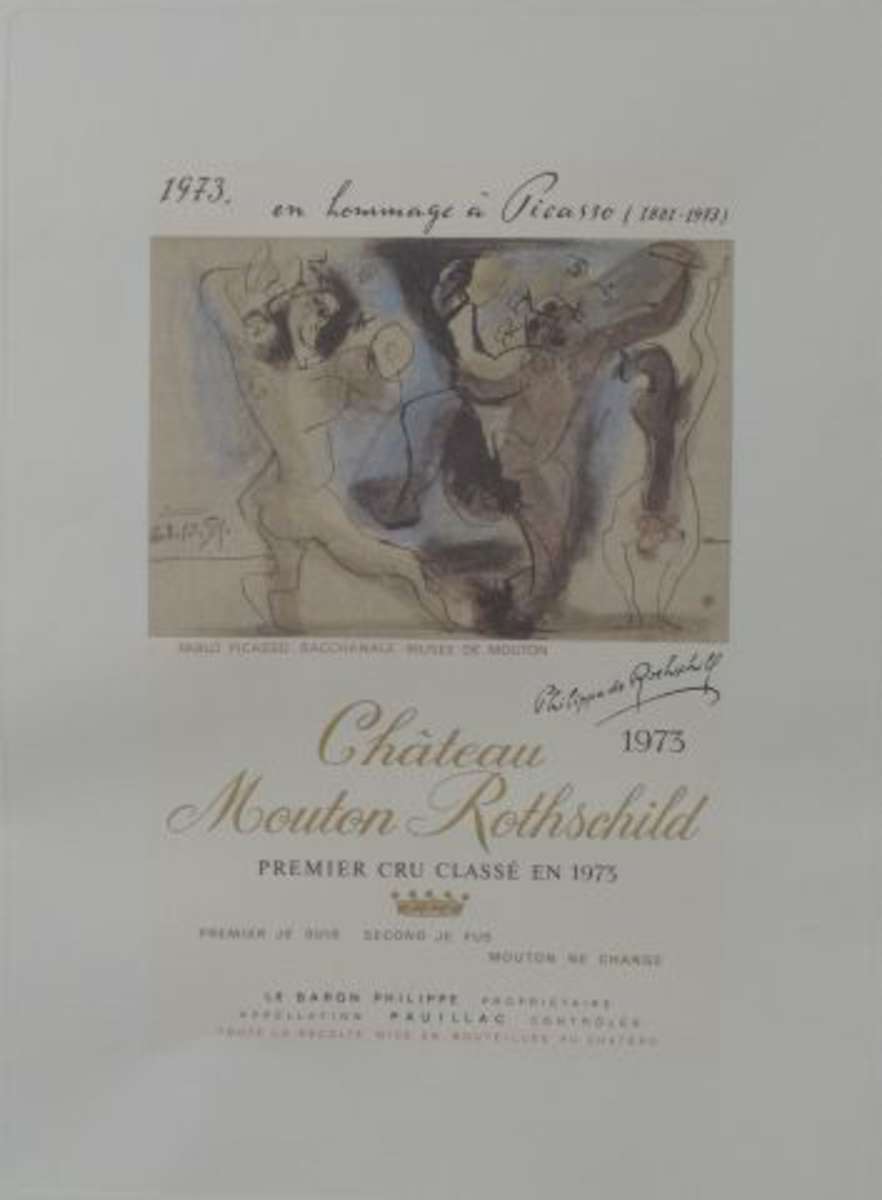 1973.
en hommage à Picasso (1881-1973)
PABLO PICASSO BACCHANALE MUSÉE DE MOUTON
Philippe de Rothschild
1973
Château
Mouton Rothschild
PREMIER CRU CLASSÉ EN 1973
PREMIER JE SUIS SECOND JE FUS
MOUTON NE CHANGE
LE BARON PHILIPPE PROPRIÉTAIRE
APPELLATION PAUILLAC CONTRÔLÉE
TOUTE LA RÉCOLTE MISE EN BOUTEILLES AU CHÂTEAU